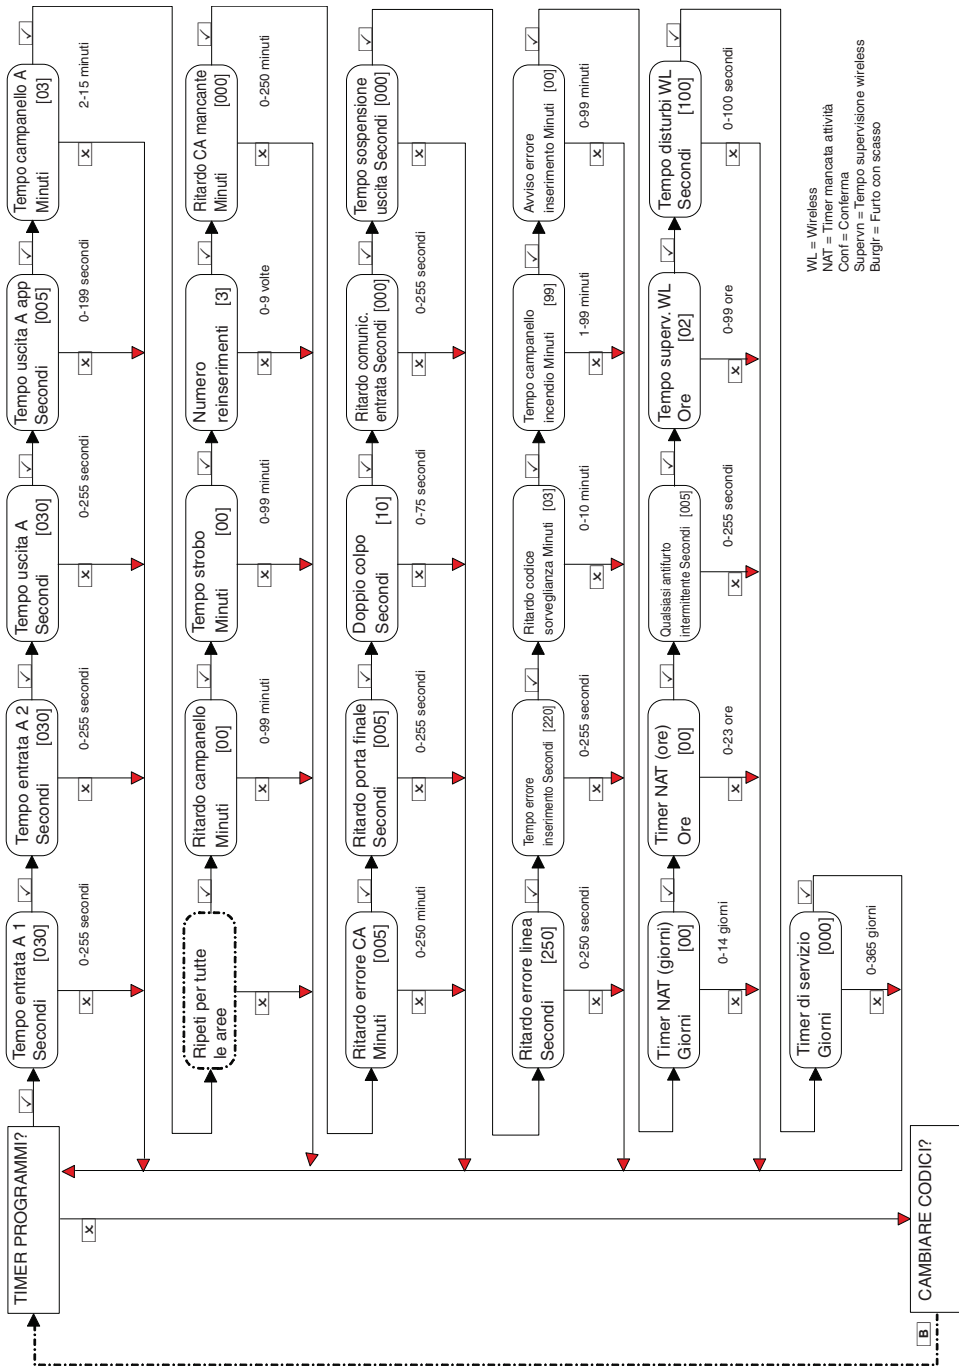 TIMER PROGRAMMI?
Tempo entrata A 1
Secondi [030]
0-255 secondi
Tempo entrata A 2
Secondi [030]
0-255 secondi
Tempo uscita A
Secondi [030]
0-255 secondi
Tempo uscita A app
Secondi [005]
0-199 secondi
Tempo campanello A
Minuti [03]
2-15 minuti
Ripeti per tutte
le aree
Ritardo campanello
Minuti [00]
0-99 minuti
Tempo strobo
Minuti [00]
0-99 minuti
Numero
reinserimenti [3]
0-9 volte
Ritardo CA mancante
Minuti [000]
0-250 minuti
Ritardo errore CA
Minuti [005]
0-250 minuti
Ritardo porta finale
Secondi [005]
0-255 secondi
Doppio colpo
Secondi [10]
0-75 secondi
Ritardo comunic.
entrata Secondi [000]
0-255 secondi
Tempo sospensione
uscita Secondi [000]
Ritardo errore linea
Secondi [250]
0-250 secondi
Tempo errore
inserimento Secondi [220]
0-255 secondi
Ritardo codice
sorveglianza Minuti [03]
0-10 minuti
Tempo campanello
incendio Minuti [99]
1-99 minuti
Avviso errore
inserimento Minuti [00]
0-99 minuti
Timer NAT (giorni)
Giorni [00]
0-14 giorni
Timer NAT (ore)
Ore [00]
0-23 ore
Qualsiasi antifurto
intermittente Secondi [005]
0-255 secondi
Tempo superv. WL
Ore [02]
0-99 ore
Tempo disturbi WL
Secondi [100]
0-100 secondi
Timer di servizio
Giorni [000]
0-365 giorni
WL = Wireless
NAT = Timer mancata attività
Conf = Conferma
Supervn = Tempo supervisione wireless
Burglr = Furto con scasso
B
CAMBIARE CODICI?